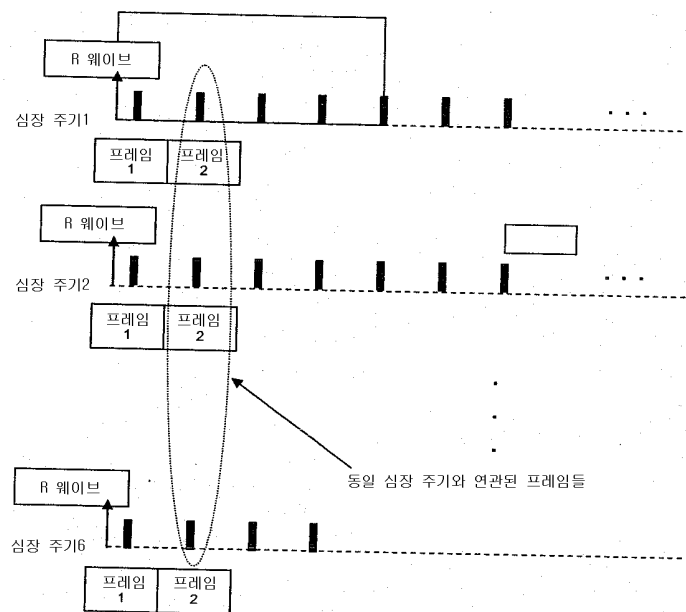 R 웨이브
심장 주기1
...
프레임
1
프레임
2
R 웨이브
심장 주기2
...
프레임
1
프레임
2
동일 심장 주기와 연관된 프레임들
R 웨이브
심장 주기6
프레임
1
프레임
2